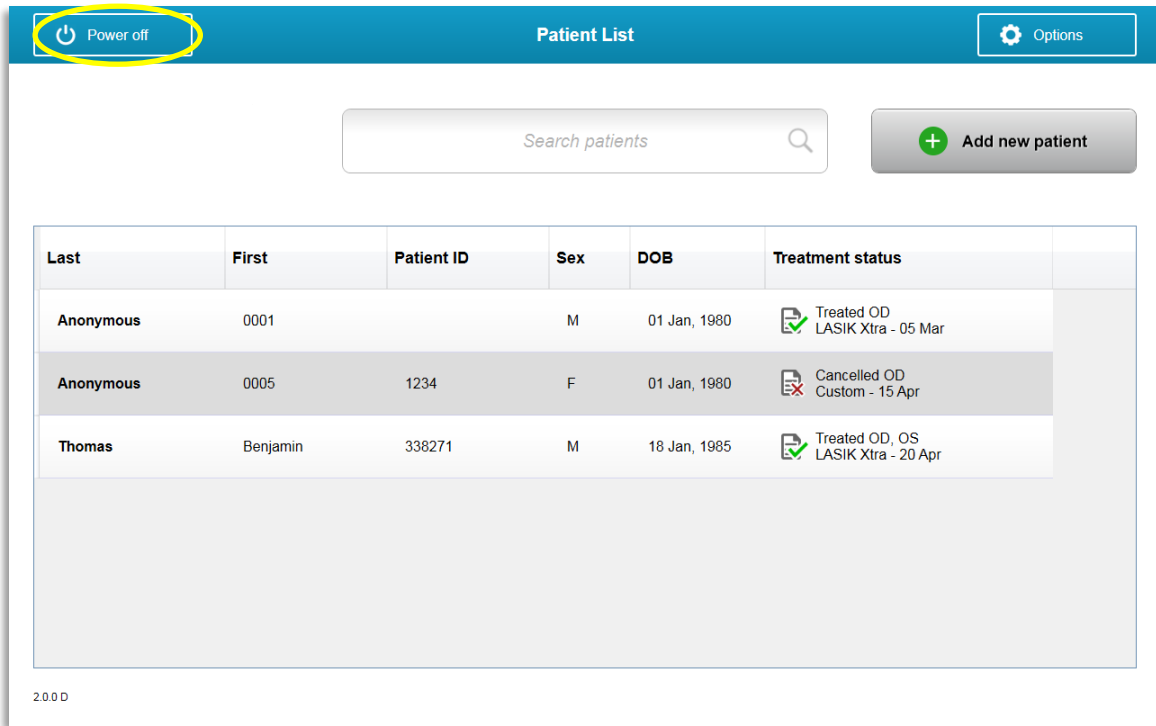 Power off
Patient List
Options
Search patients
Add new patient
Last First Patient ID Sex DOB Treatment status
Anonymous 0001 M 01 Jan, 1980 Treated OD
LASIK Xtra - 05 Mar
Anonymous 0005 1234 F 01 Jan, 1980 Cancelled OD
Custom - 15 Apr
Thomas Benjamin 338271 M 18 Jan, 1985 Treated OD, OS
LASIK Xtra - 20 Apr
2.0.0 D